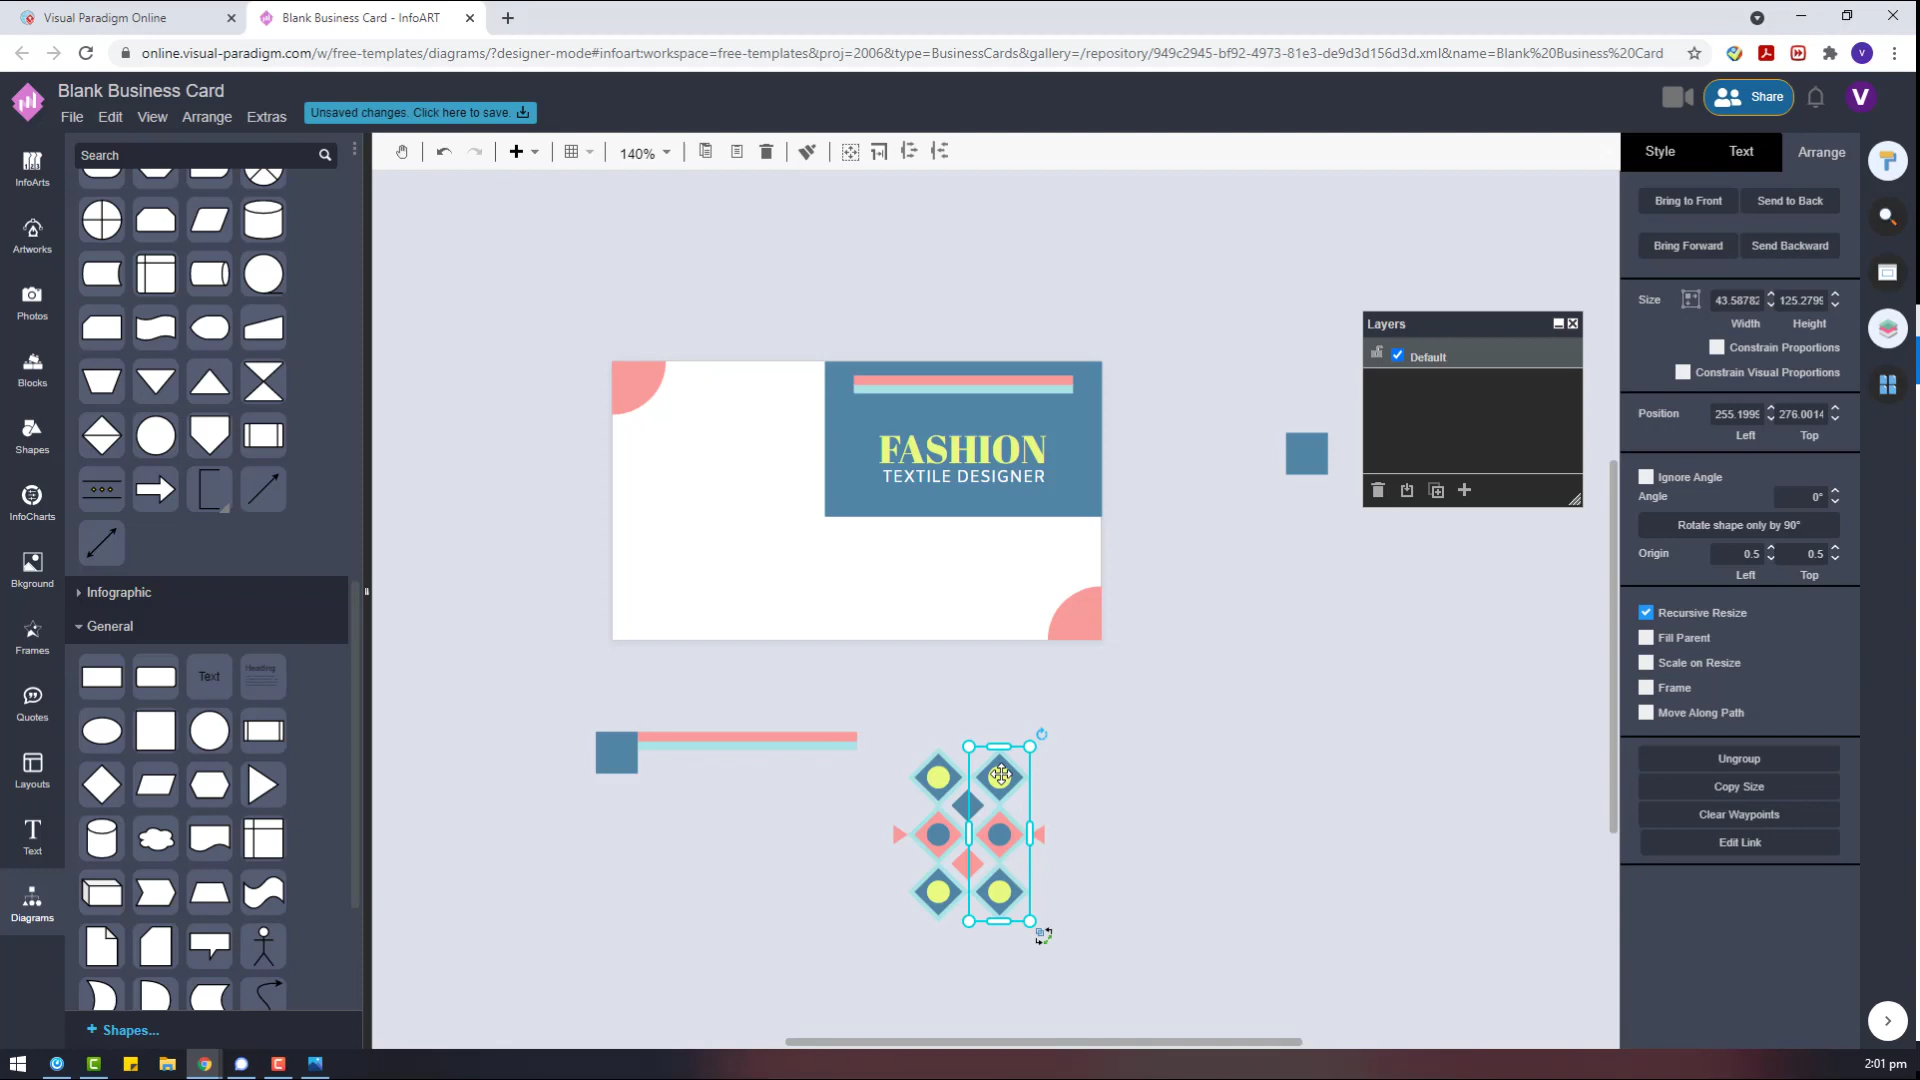 Visual Paradigm Online
Blank Business Card - InfoART
online.visual-paradigm.com/w/free-templates/diagrams/?designer-mode#infoart:workspace=free-templates&proj=2006&type=BusinessCards&gallery=/repository/949c2945-bf92-4973-81e3-de9d3d156d3d.xml&name=Blank%20Business%20Card
V
Blank Business Card
File Edit View Arrange Extras
Unsaved changes. Click here to save.
Share
V
Search
140%
Style Text Arrange
InfoArts
Artworks
Photos
Blocks
Shapes
InfoCharts
Bkground
Frames
Quotes
Layouts
Text
Diagrams
Infographic
General
Text
Heading
Shapes...
FASHION
TEXTILE DESIGNER
Layers
Default
Bring to Front Send to Back
Bring Forward Send Backward
Size 43.58782 125.2799
Width Height
Constrain Proportions
Constrain Visual Proportions
Position 255.1999 276.0014
Left Top
Ignore Angle
Angle 0°
Rotate shape only by 90°
Origin 0.5 0.5
Left Top
Recursive Resize
Fill Parent
Scale on Resize
Frame
Move Along Path
Ungroup
Copy Size
Clear Waypoints
Edit Link
2:01 pm